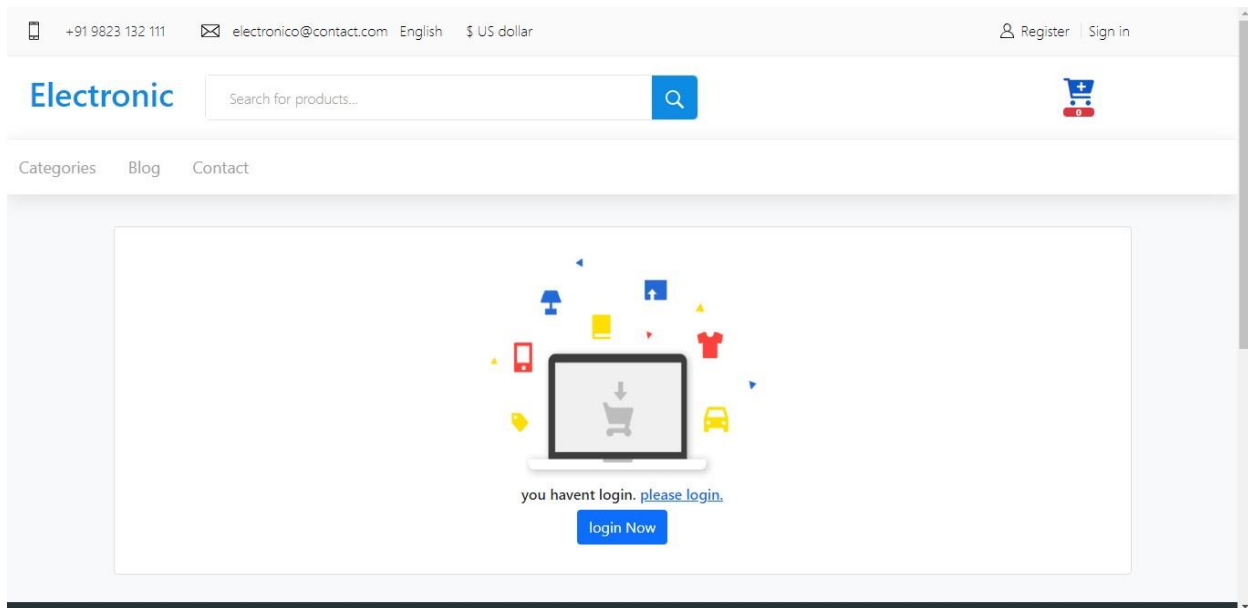 +91 9823 132 111 electronico@contact.com English $ US dollar Register Sign in
Electronic Search for products... 0
Categories Blog Contact
you havent login. please login.
login Now